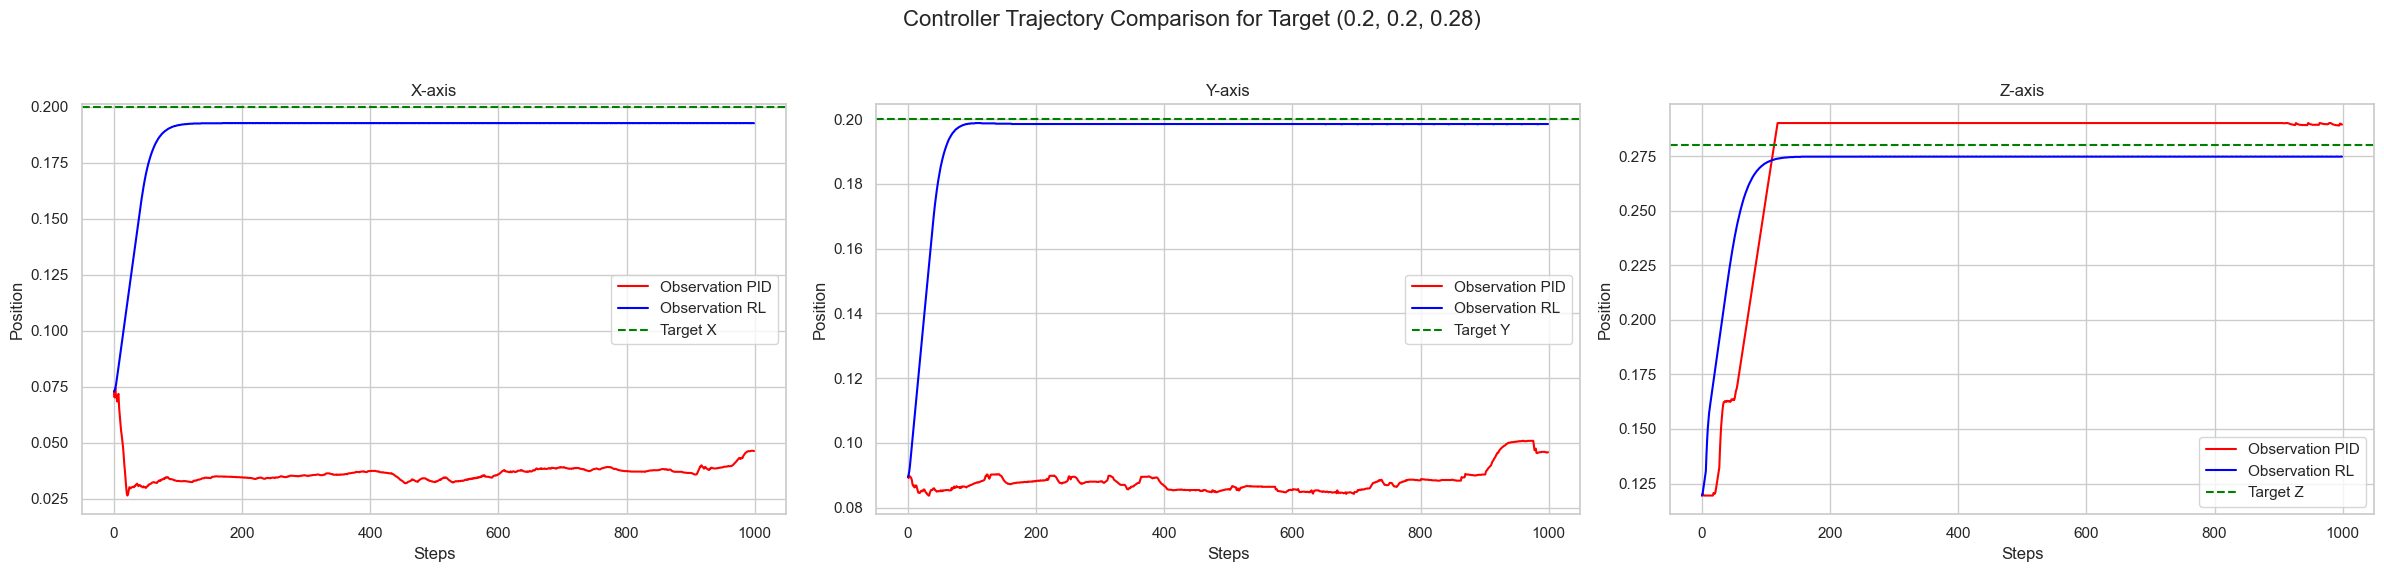 Controller Trajectory Comparison for Target (0.2, 0.2, 0.28)
X-axis
Position
0.200
0.175
0.150
0.125
0.100
0.075
0.050
0.025
0
200
400
600
800
1000
Steps
Observation PID
Observation RL
Target X
Y-axis
Position
0.20
0.18
0.16
0.14
0.12
0.10
0.08
0
200
400
600
800
1000
Steps
Observation PID
Observation RL
Target Y
Z-axis
Position
0.275
0.250
0.225
0.200
0.175
0.150
0.125
0
200
400
600
800
1000
Steps
Observation PID
Observation RL
Target Z